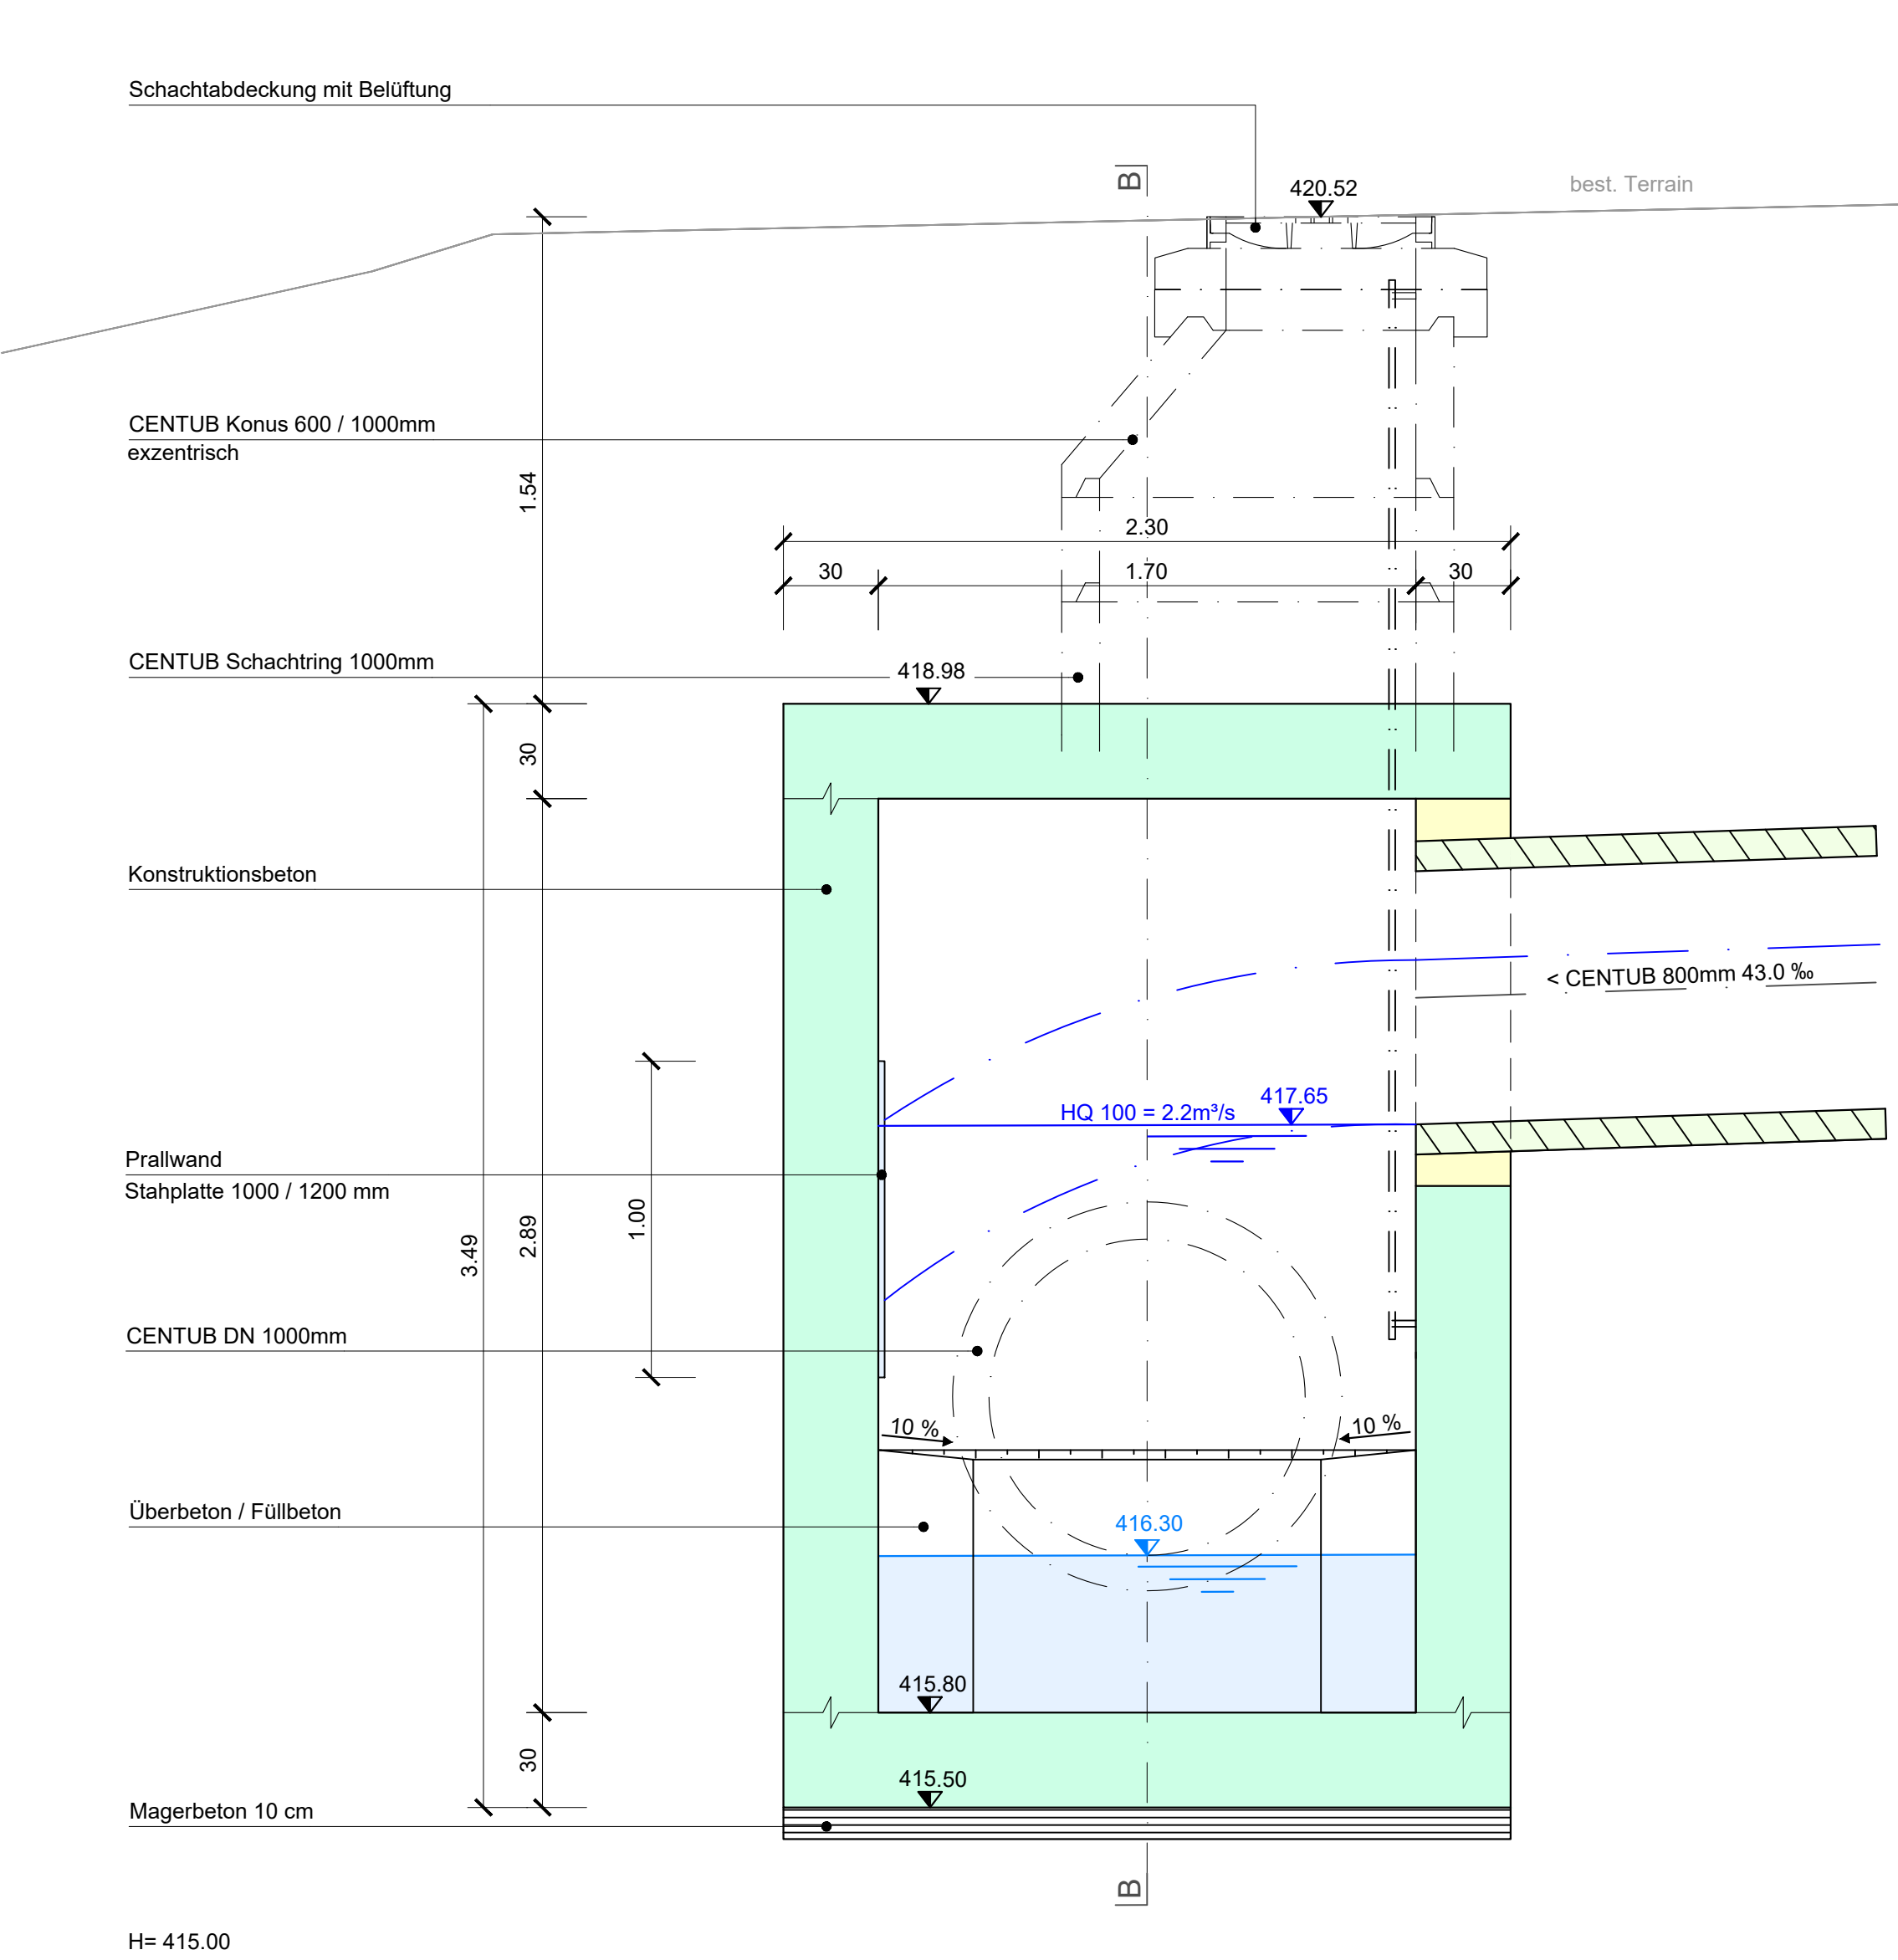 Schachtabdeckung mit Belüftung
B
420.52
best. Terrain
CENTUB Konus 600 / 1000mm
exzentrisch
1.54
2.30
30
1.70
30
CENTUB Schachtring 1000mm
418.98
30
Konstruktionsbeton
< CENTUB 800mm 43.0 ‰
417.65
HQ 100 = 2.2m³/s
Prallwand
Stahplatte 1000 / 1200 mm
1.00
2.89
3.49
CENTUB DN 1000mm
10 %
10 %
Überbeton / Füllbeton
416.30
415.80
30
415.50
Magerbeton 10 cm
B
H= 415.00